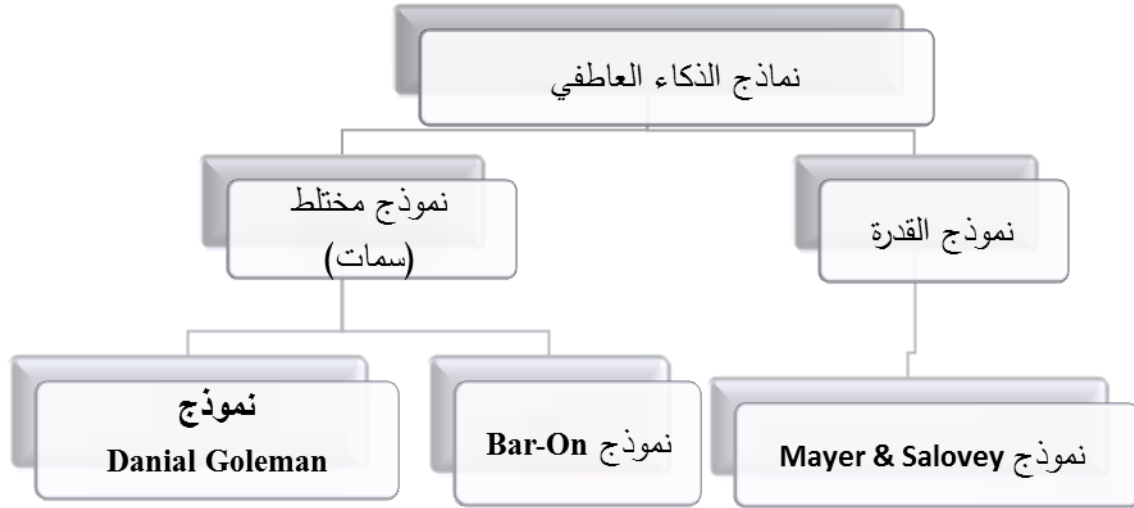 نماذج الذكاء العاطفي
نموذج القدرة
نموذج مختلط
(سمات)
نموذج Mayer & Salovey
نموذج Bar-On
نموذج
Danial Goleman